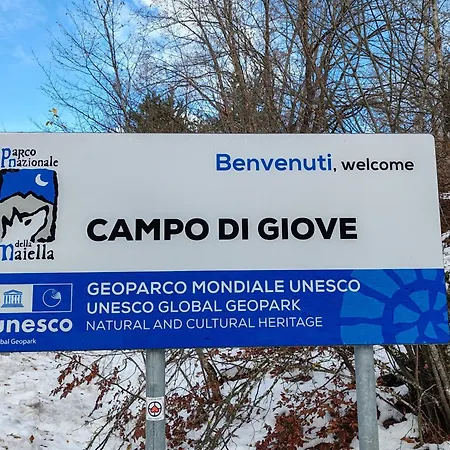 Parco
Nazionale
della
Maiella
Benvenuti, welcome
CAMPO DI GIOVE
unesco
Global Geopark
GEOPARCO MONDIALE UNESCO
UNESCO GLOBAL GEOPARK
NATURAL AND CULTURAL HERITAGE